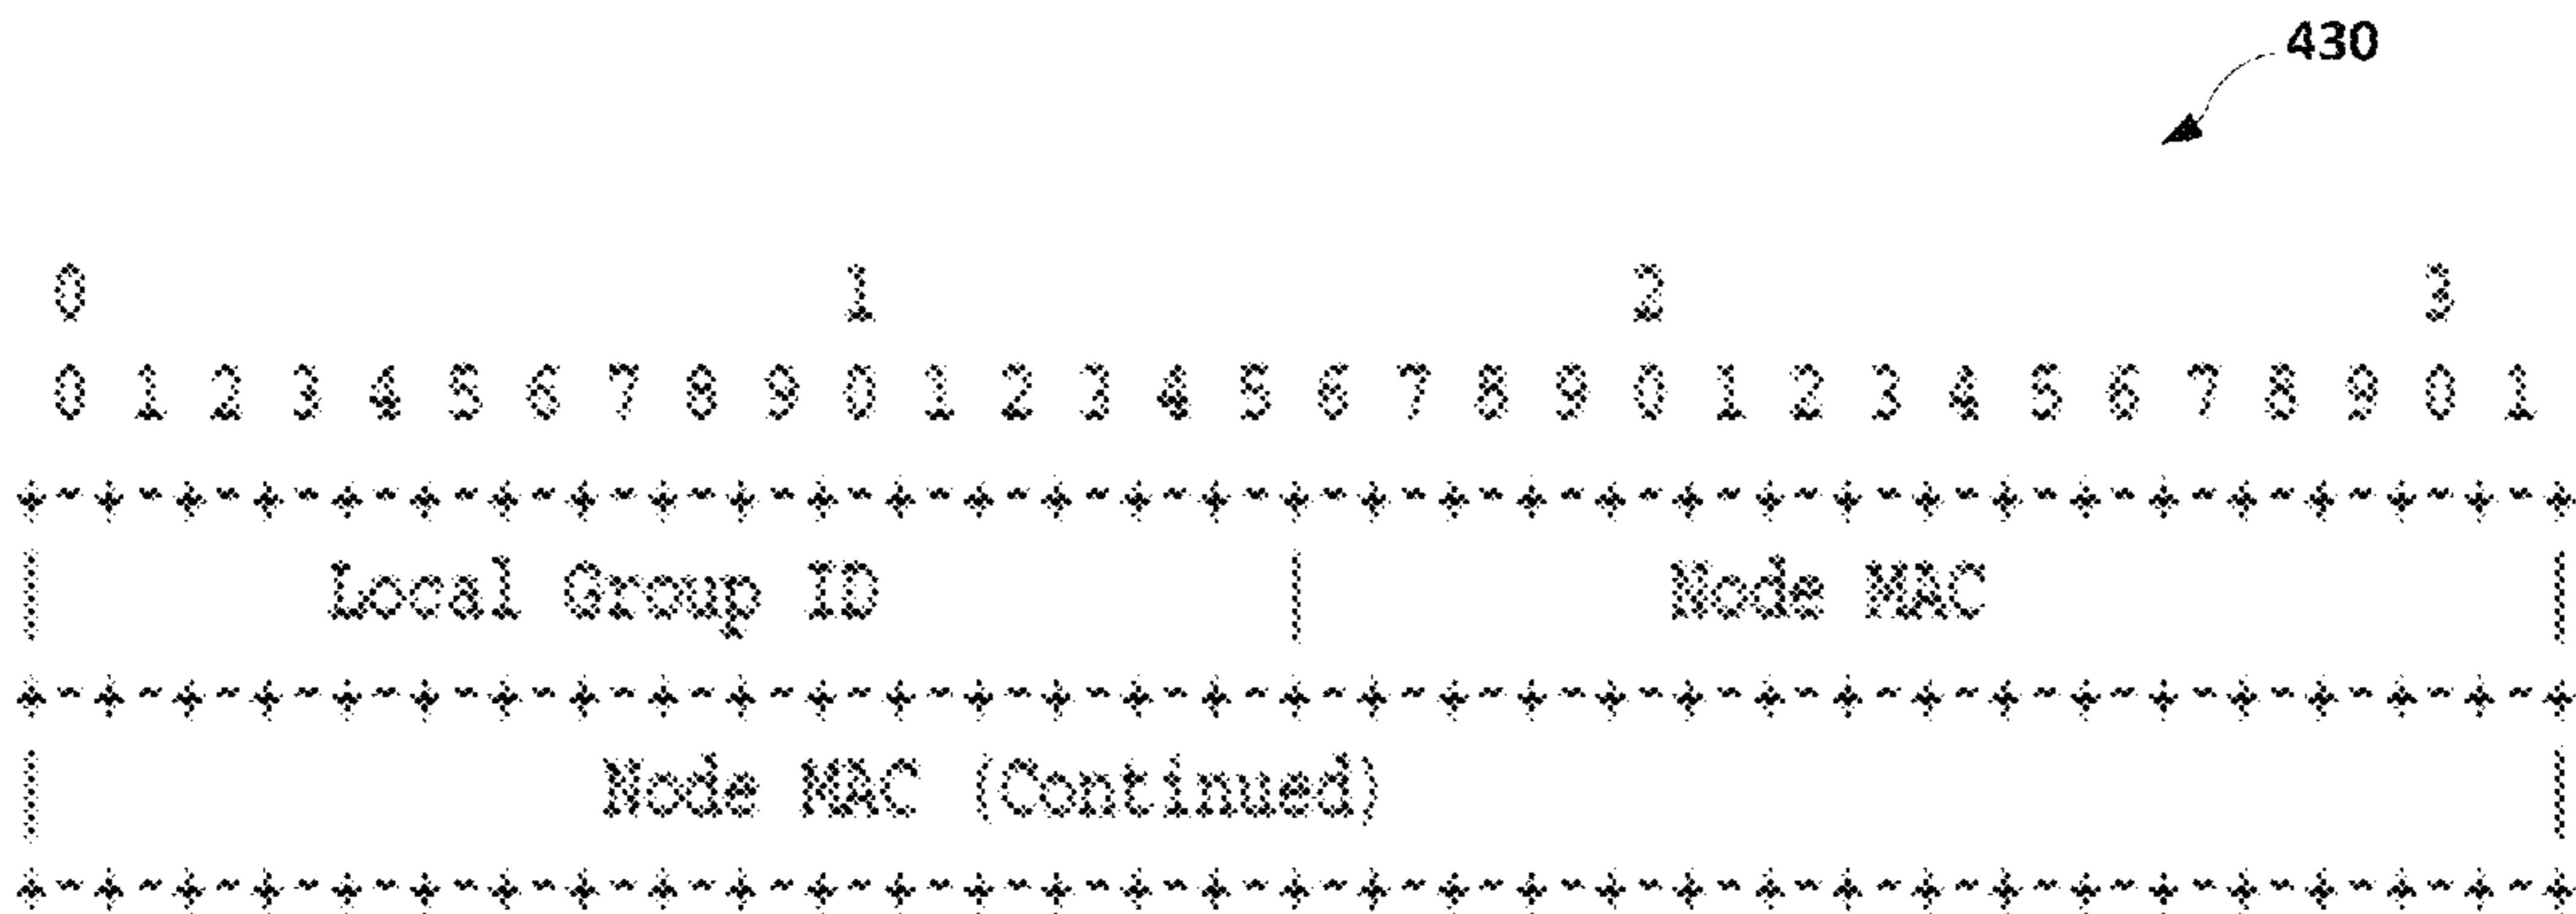 430
0 1 2 3
0 1 2 3 4 5 6 7 8 9 0 1 2 3 4 5 6 7 8 9 0 1 2 3 4 5 6 7 8 9 0 1
+-+-+-+-+-+-+-+-+-+-+-+-+-+-+-+-+-+-+-+-+-+-+-+-+-+-+-+-+-+-+-+-+
| Local Group ID | Node MAC |
+-+-+-+-+-+-+-+-+-+-+-+-+-+-+-+-+-+-+-+-+-+-+-+-+-+-+-+-+-+-+-+-+
| Node MAC (Continued) |
+-+-+-+-+-+-+-+-+-+-+-+-+-+-+-+-+-+-+-+-+-+-+-+-+-+-+-+-+-+-+-+-+